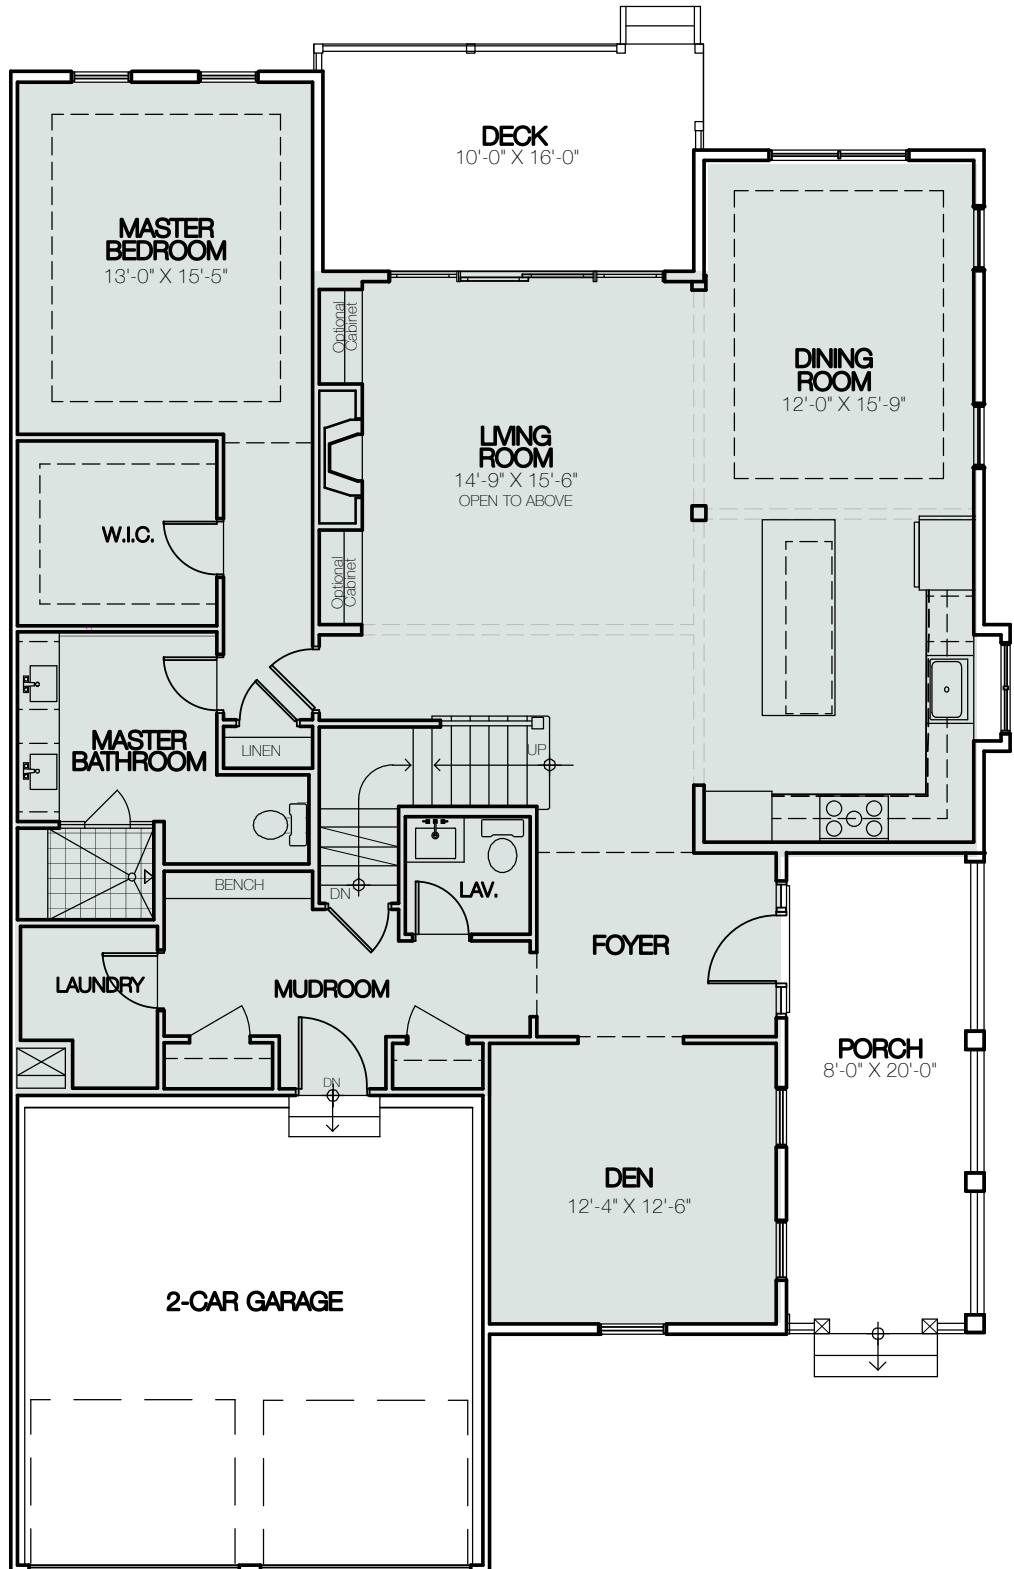 DECK
10'-0" X 16'-0"
MASTER
BEDROOM
13'-0" X 15'-5"
Optional
Cabinet
DINING
ROOM
12'-0" X 15'-9"
LIVING
ROOM
14'-9" X 15'-6"
OPEN TO ABOVE
W.I.C.
Optional
Cabinet
MASTER
BATHROOM
LINEN
UP
BENCH
DN
LAV.
FOYER
LAUNDRY
MUDROOM
PORCH
8'-0" X 20'-0"
DN
DEN
12'-4" X 12'-6"
2-CAR GARAGE